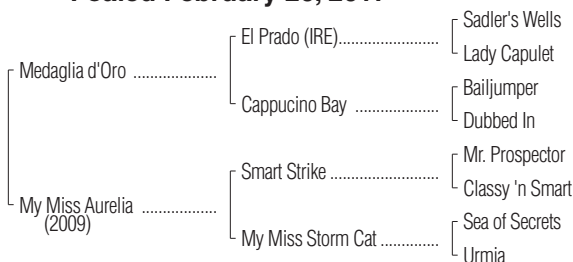 Foaled February
Sadler's Wells
El Prado (IRE)
Lady Capulet
Medaglia d'Oro
Bailjumper
Cappucino Bay
Dubbed In
Mr. Prospector
Smart Strike
Classy 'n Smart
My Miss Aurelia
(2009)
Sea of Secrets
My Miss Storm Cat
Urmia